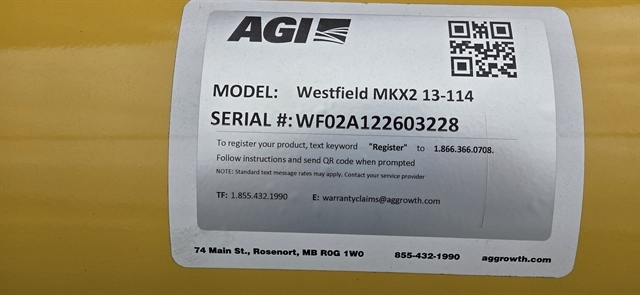 AGI
MODEL: Westfield MKX2 13-114
SERIAL #: WF02A122603228
To register your product, text keyword "Register" to 1.866.366.0708.
Follow instructions and send QR code when prompted
NOTE: Standard text message rates may apply. Contact your service provider
TF: 1.855.432.1990 E: warrantyclaims@aggrowth.com
74 Main St., Rosenort, MB R0G 1W0 855-432-1990 aggrowth.com